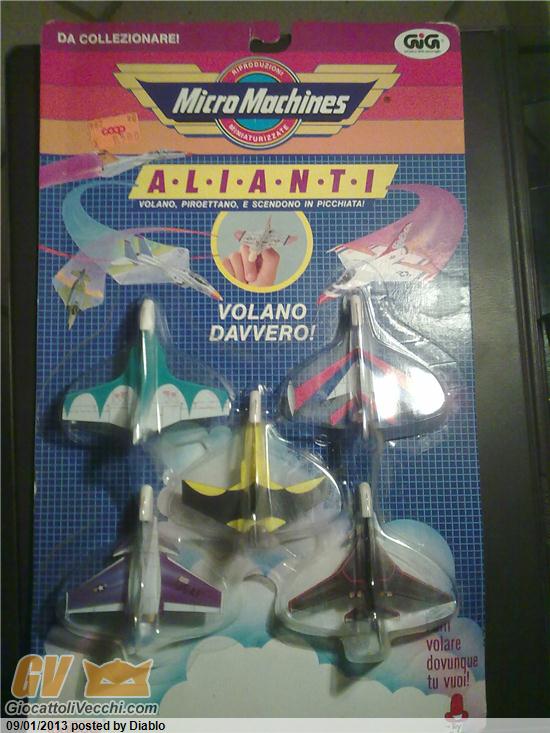 DA COLLEZIONARE!
GiG
RIPRODUZIONI
Micro Machines
MINIATURIZZATE
coop
A·L·I·A·N·T·I
VOLANO, PIROETTANO, E SCENDONO IN PICCHIATA!
VOLANO
DAVVERO!
volare
dovunque
tu vuoi!
GV
GiocattoliVecchi.com
09/01/2013 posted by Diablo